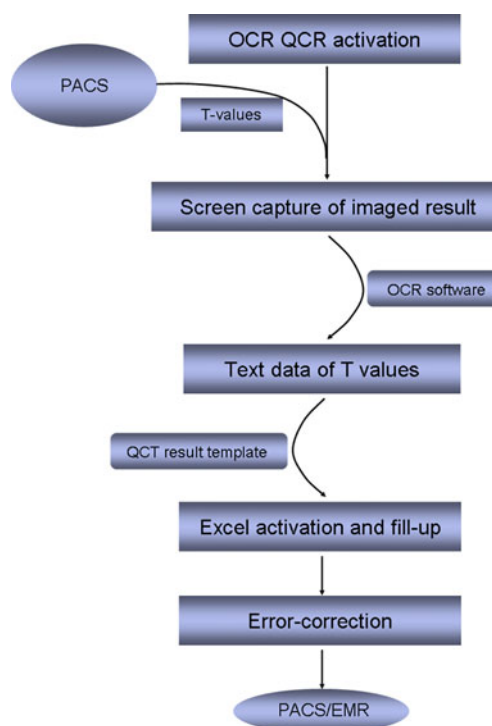 OCR QCR activation
PACS
T-values
Screen capture of imaged result
OCR software
Text data of T values
QCT result template
Excel activation and fill-up
Error-correction
PACS/EMR